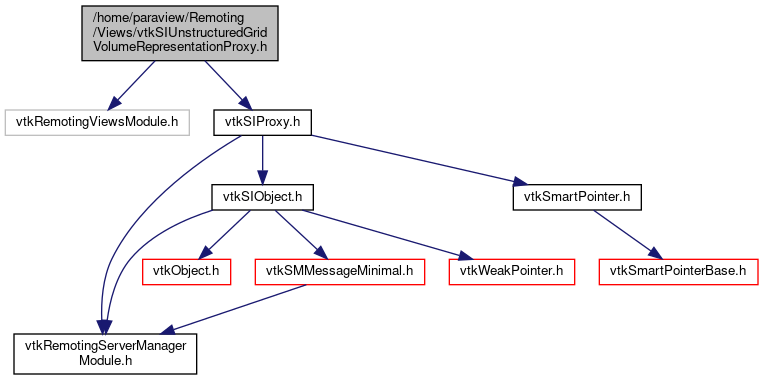 /home/paraview/Remoting
/Views/vtkSIUnstructuredGrid
VolumeRepresentationProxy.h
vtkRemotingViewsModule.h
vtkSIProxy.h
vtkSIObject.h
vtkSmartPointer.h
vtkObject.h
vtkSMMessageMinimal.h
vtkWeakPointer.h
vtkSmartPointerBase.h
vtkRemotingServerManager
Module.h